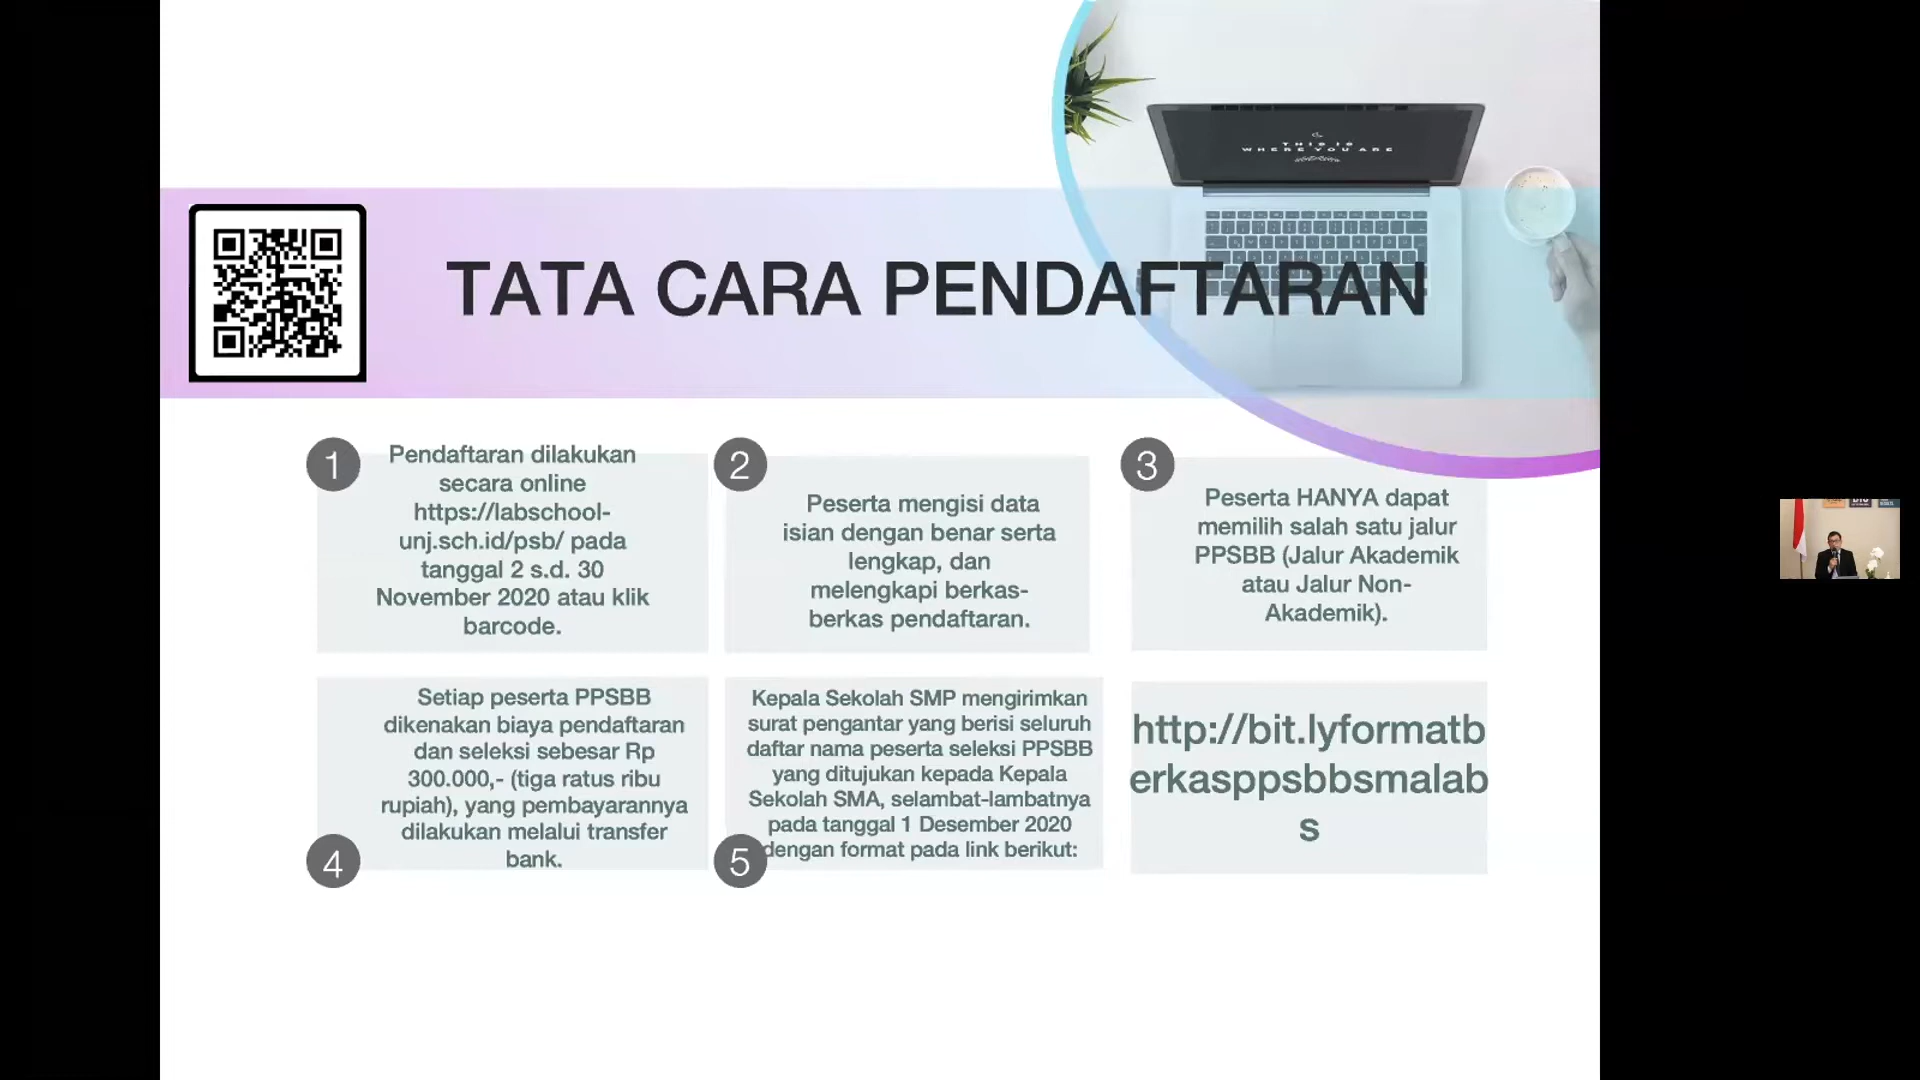 THIS IS
WHERE YOU ARE
TATA CARA PENDAFTARAN
1
Pendaftaran dilakukan
secara online
https://labschool-
unj.sch.id/psb/ pada
tanggal 2 s.d. 30
November 2020 atau klik
barcode.
2
Peserta mengisi data
isian dengan benar serta
lengkap, dan
melengkapi berkas-
berkas pendaftaran.
3
Peserta HANYA dapat
memilih salah satu jalur
PPSBB (Jalur Akademik
atau Jalur Non-
Akademik).
4
Setiap peserta PPSBB
dikenakan biaya pendaftaran
dan seleksi sebesar Rp
300.000,- (tiga ratus ribu
rupiah), yang pembayarannya
dilakukan melalui transfer
bank.
5
Kepala Sekolah SMP mengirimkan
surat pengantar yang berisi seluruh
daftar nama peserta seleksi PPSBB
yang ditujukan kepada Kepala
Sekolah SMA, selambat-lambatnya
pada tanggal 1 Desember 2020
dengan format pada link berikut:
http://bit.lyformatb
erkasppsbbsmalab
s